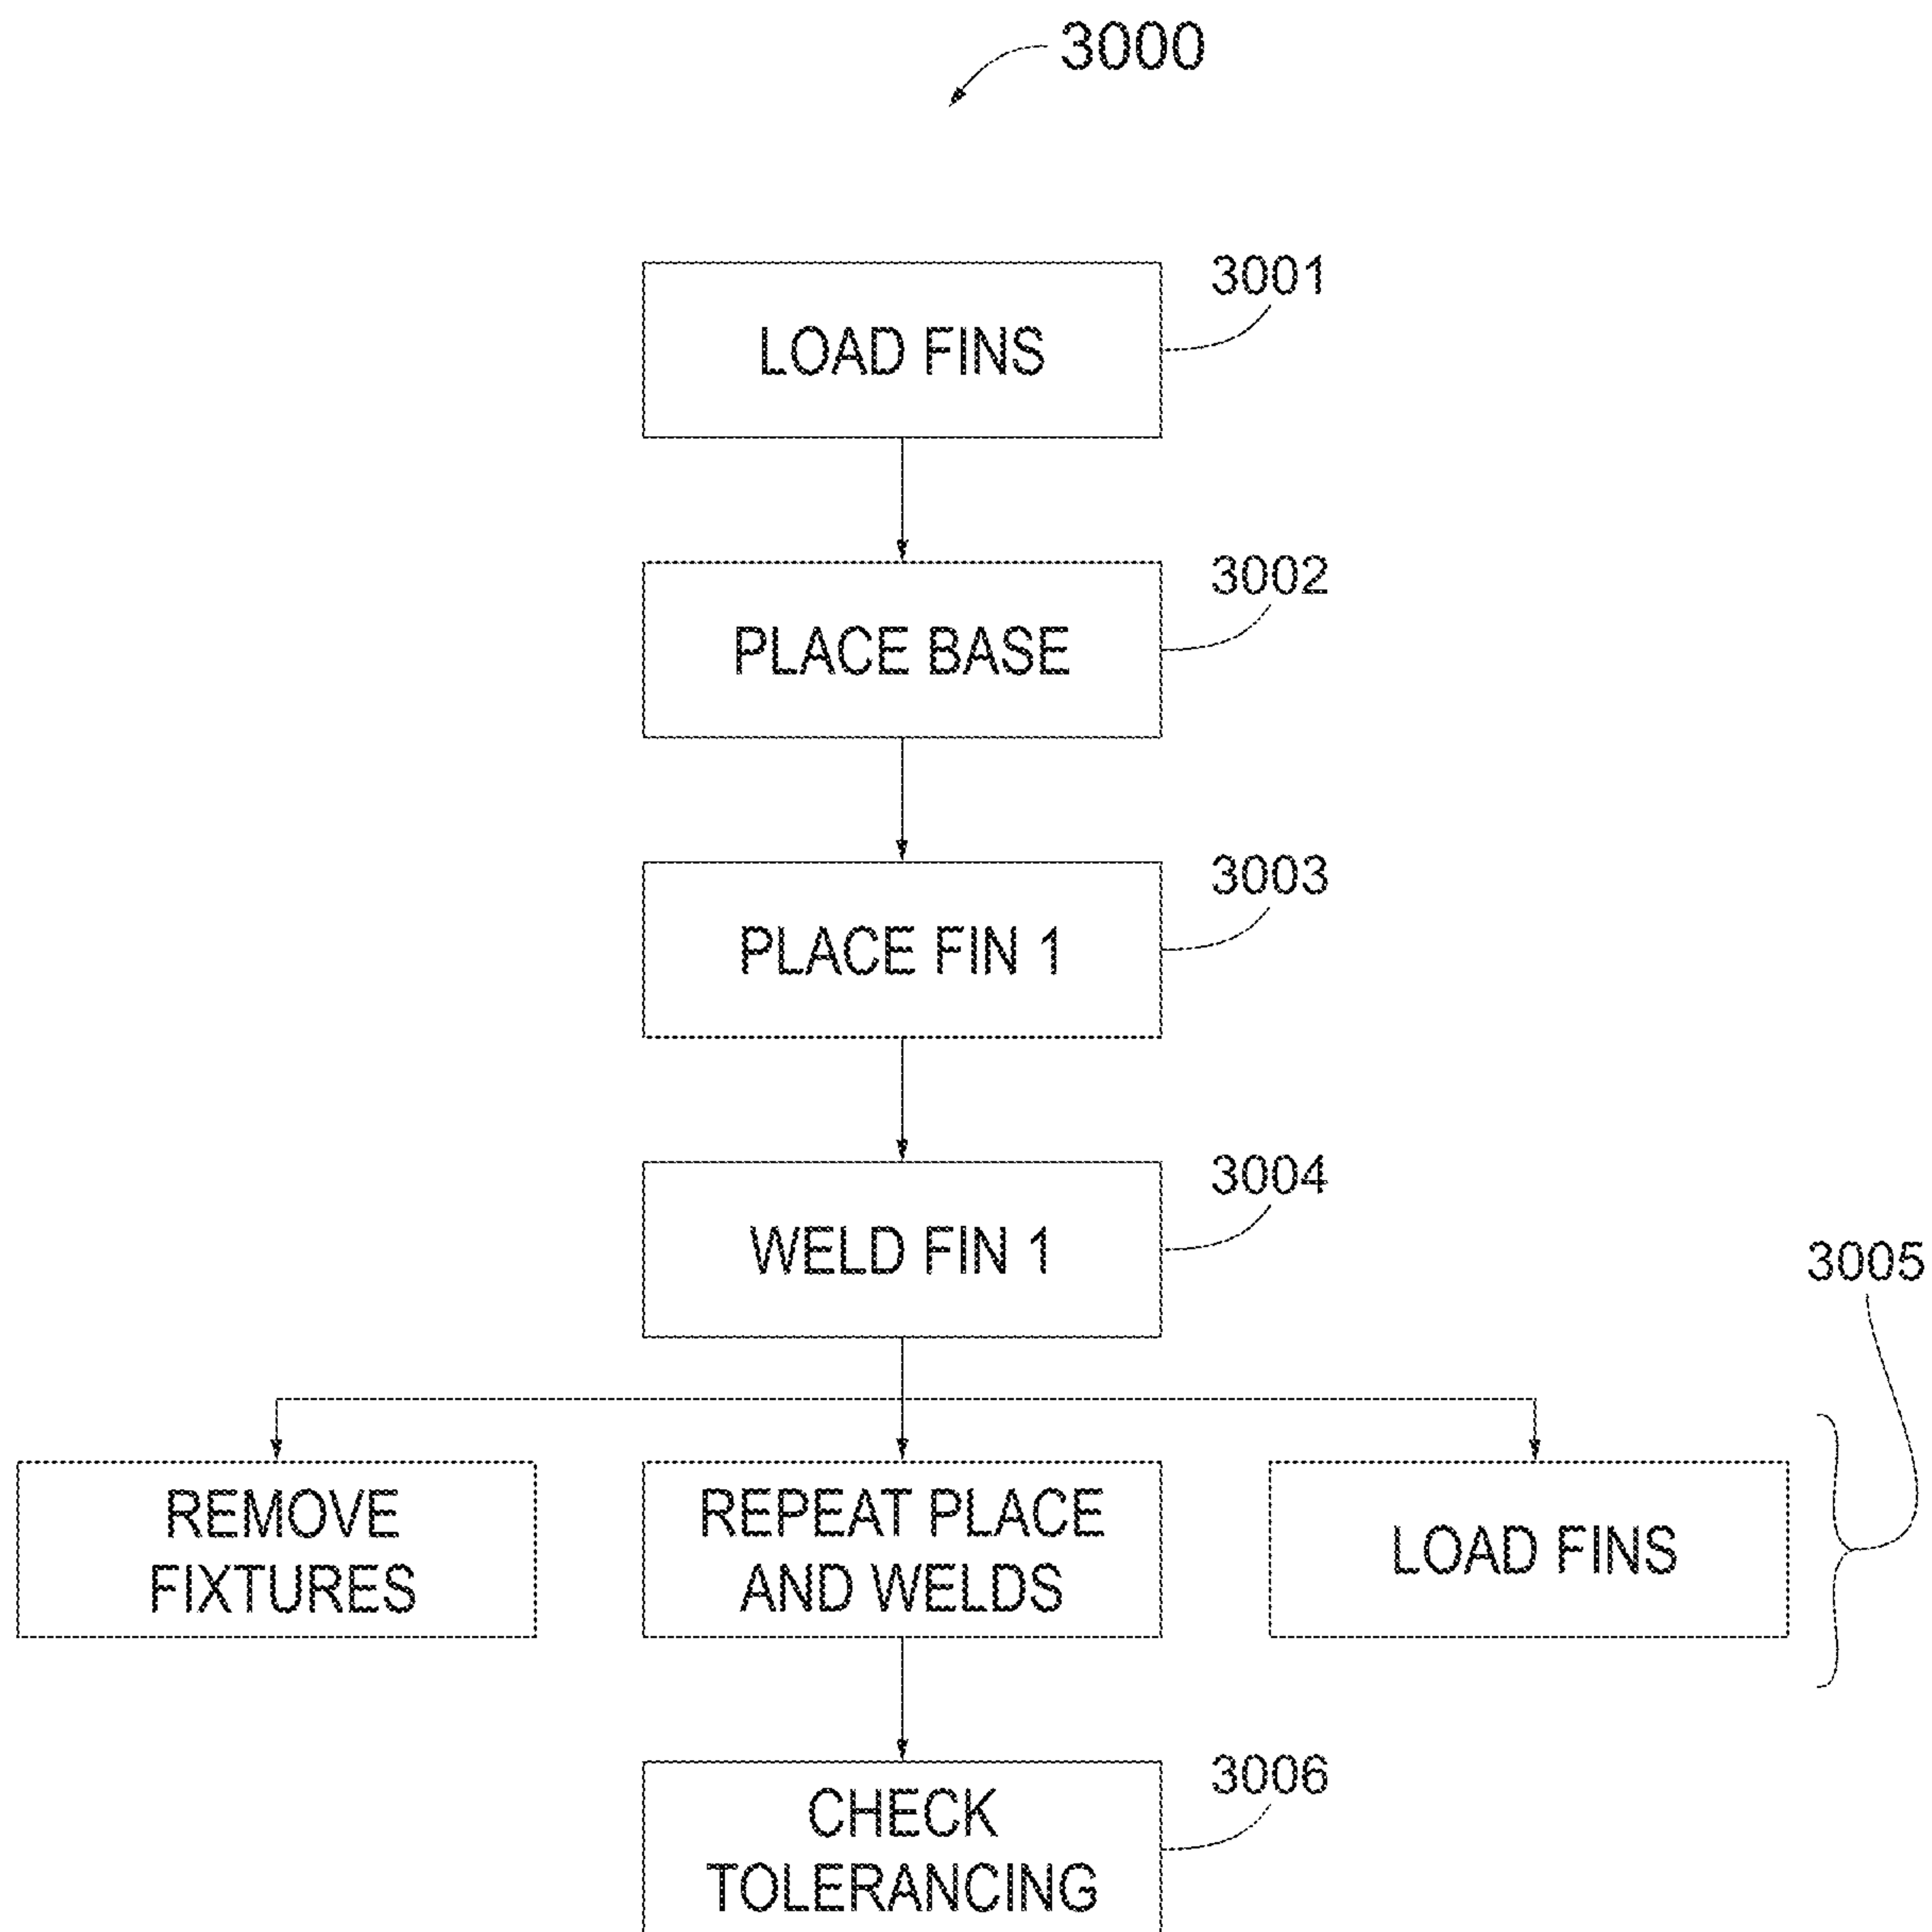 3000
3001
LOAD FINS
3002
PLACE BASE
3003
PLACE FIN 1
3004
WELD FIN 1
3005
REMOVE
FIXTURES
REPEAT PLACE
AND WELDS
LOAD FINS
3006
CHECK
TOLERANCING